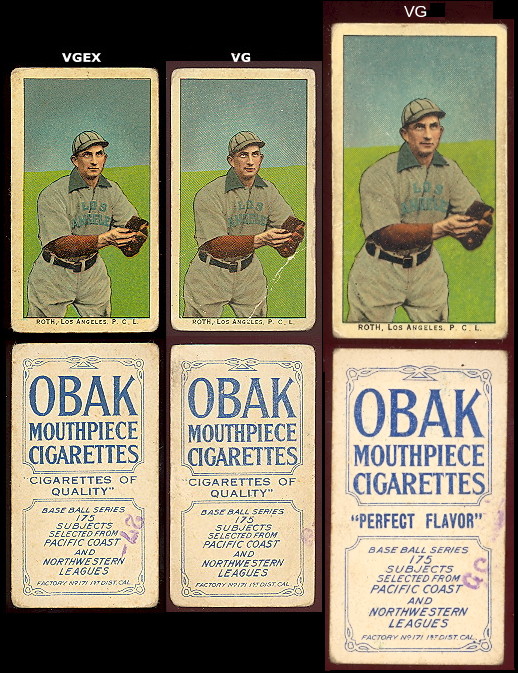 VGEX
VG
VG
LOS
ANGELES
ROTH, LOS ANGELES, P. C. L.
LOS
ANGELES
ROTH, LOS ANGELES, P. C. L.
LOS
ANGELES
ROTH, LOS ANGELES, P. C. L.
OBAK
MOUTHPIECE
CIGARETTES
"CIGARETTES OF
QUALITY"
BASE BALL SERIES
175
SUBJECTS
SELECTED FROM
PACIFIC COAST
AND
NORTHWESTERN
LEAGUES
FACTORY No 171 1st DIST. CAL.
OBAK
MOUTHPIECE
CIGARETTES
"CIGARETTES OF
QUALITY"
BASE BALL SERIES
175
SUBJECTS
SELECTED FROM
PACIFIC COAST
AND
NORTHWESTERN
LEAGUES
FACTORY No 171 1st DIST. CAL.
OBAK
MOUTHPIECE
CIGARETTES
"PERFECT FLAVOR"
BASE BALL SERIES
175
SUBJECTS
SELECTED FROM
PACIFIC COAST
AND
NORTHWESTERN
LEAGUES
FACTORY No 171 1st DIST. CAL.